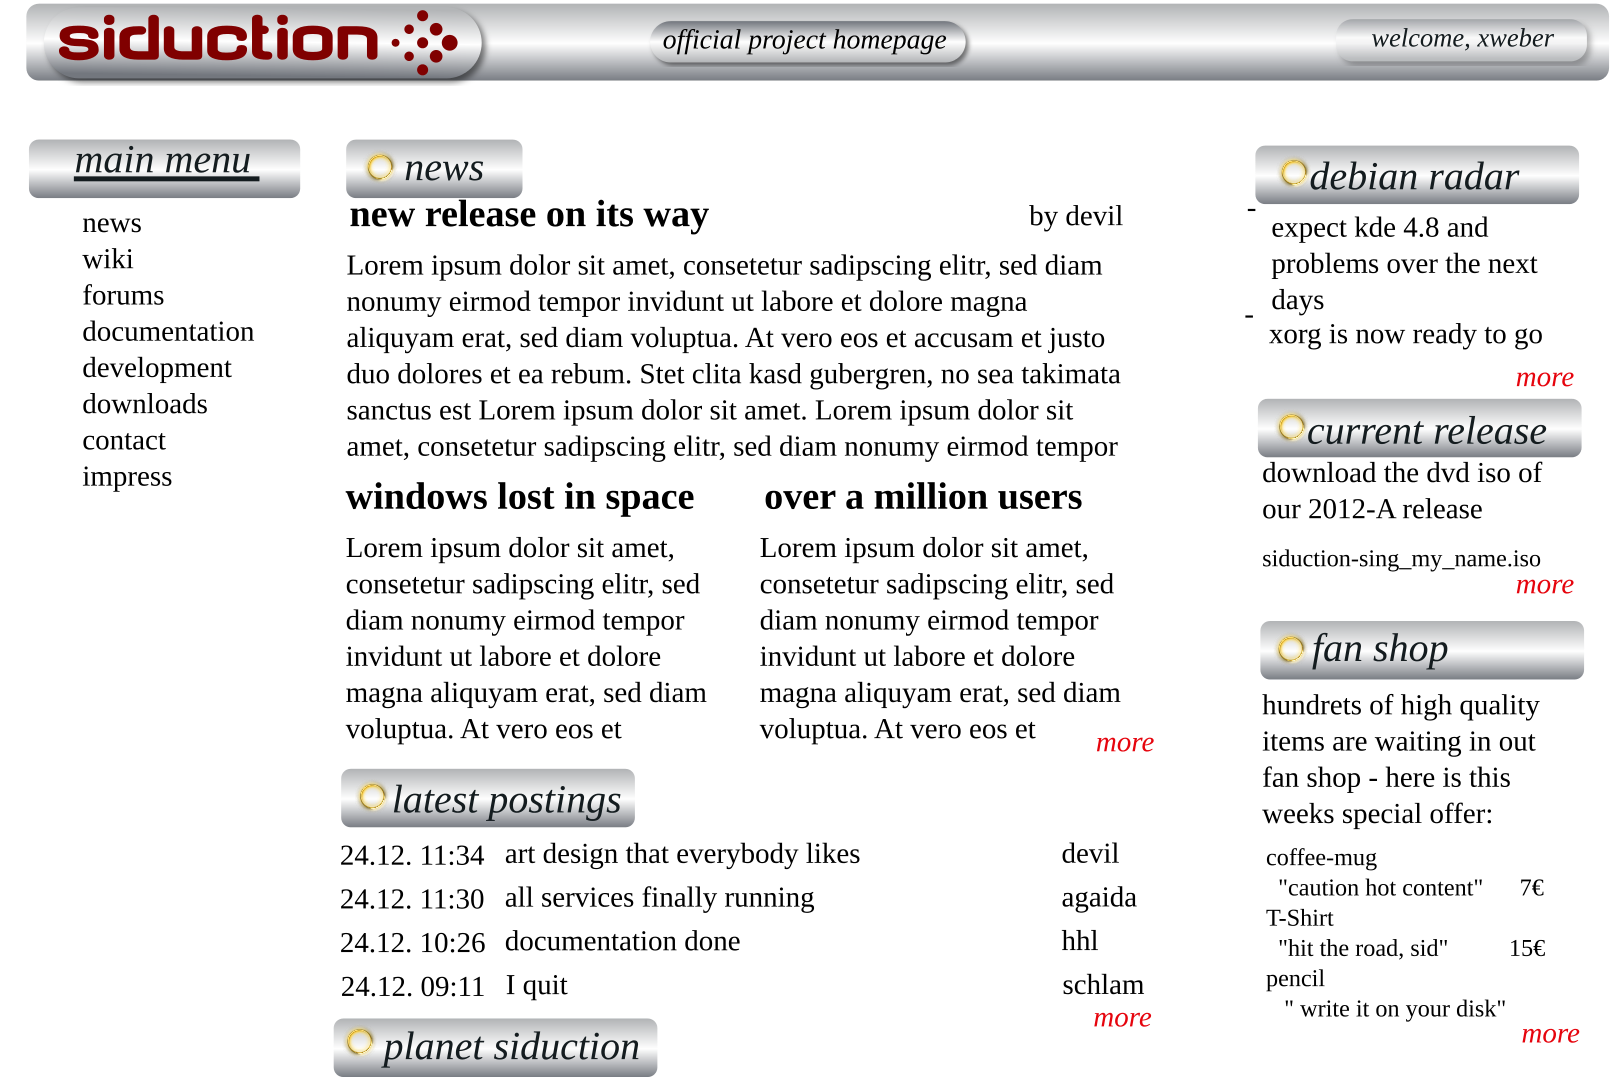 siduction
official project homepage
welcome, xweber
main menu
news
wiki
forums
documentation
development
downloads
contact
impress
news
new release on its way
by devil
Lorem ipsum dolor sit amet, consetetur sadipscing elitr, sed diam
nonumy eirmod tempor invidunt ut labore et dolore magna
aliquyam erat, sed diam voluptua. At vero eos et accusam et justo
duo dolores et ea rebum. Stet clita kasd gubergren, no sea takimata
sanctus est Lorem ipsum dolor sit amet. Lorem ipsum dolor sit
amet, consetetur sadipscing elitr, sed diam nonumy eirmod tempor
windows lost in space
Lorem ipsum dolor sit amet,
consetetur sadipscing elitr, sed
diam nonumy eirmod tempor
invidunt ut labore et dolore
magna aliquyam erat, sed diam
voluptua. At vero eos et
over a million users
Lorem ipsum dolor sit amet,
consetetur sadipscing elitr, sed
diam nonumy eirmod tempor
invidunt ut labore et dolore
magna aliquyam erat, sed diam
voluptua. At vero eos et
more
latest postings
24.12. 11:34 art design that everybody likes devil
24.12. 11:30 all services finally running agaida
24.12. 10:26 documentation done hhl
24.12. 09:11 I quit schlam
more
planet siduction
debian radar
- expect kde 4.8 and
problems over the next
days
- xorg is now ready to go
more
current release
download the dvd iso of
our 2012-A release
siduction-sing_my_name.iso
more
fan shop
hundrets of high quality
items are waiting in out
fan shop - here is this
weeks special offer:
coffee-mug
"caution hot content" 7€
T-Shirt
"hit the road, sid" 15€
pencil
" write it on your disk"
more